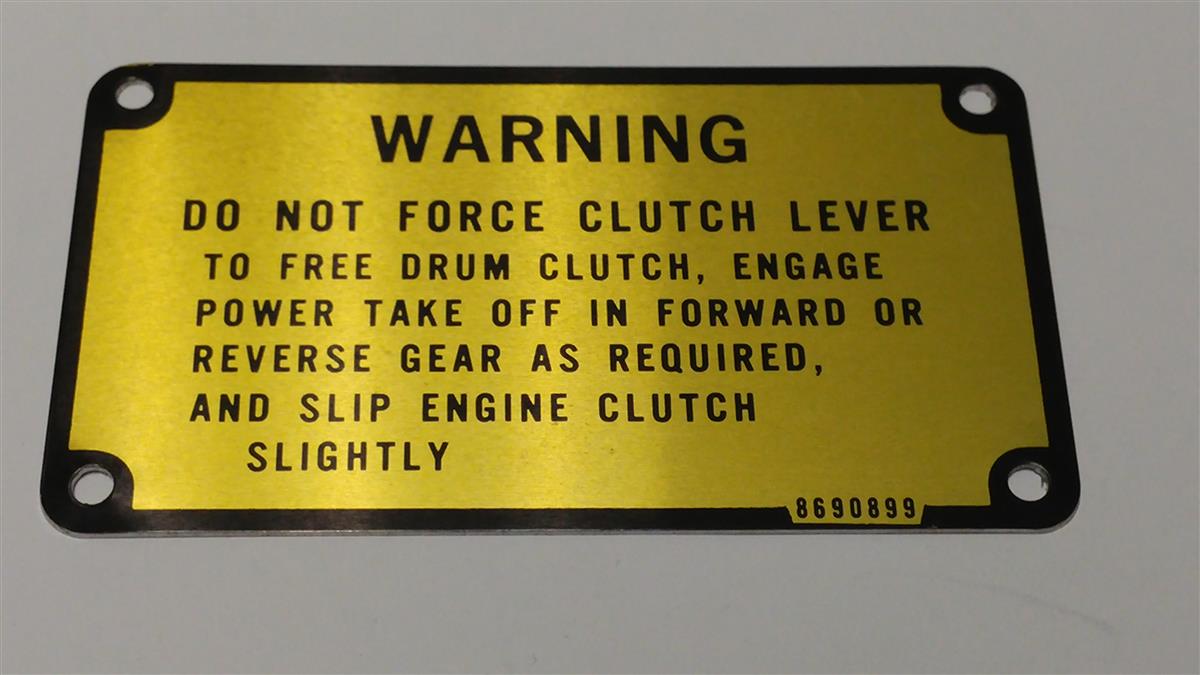 WARNING
DO NOT FORCE CLUTCH LEVER
TO FREE DRUM CLUTCH, ENGAGE
POWER TAKE OFF IN FORWARD OR
REVERSE GEAR AS REQUIRED,
AND SLIP ENGINE CLUTCH
SLIGHTLY
8690899